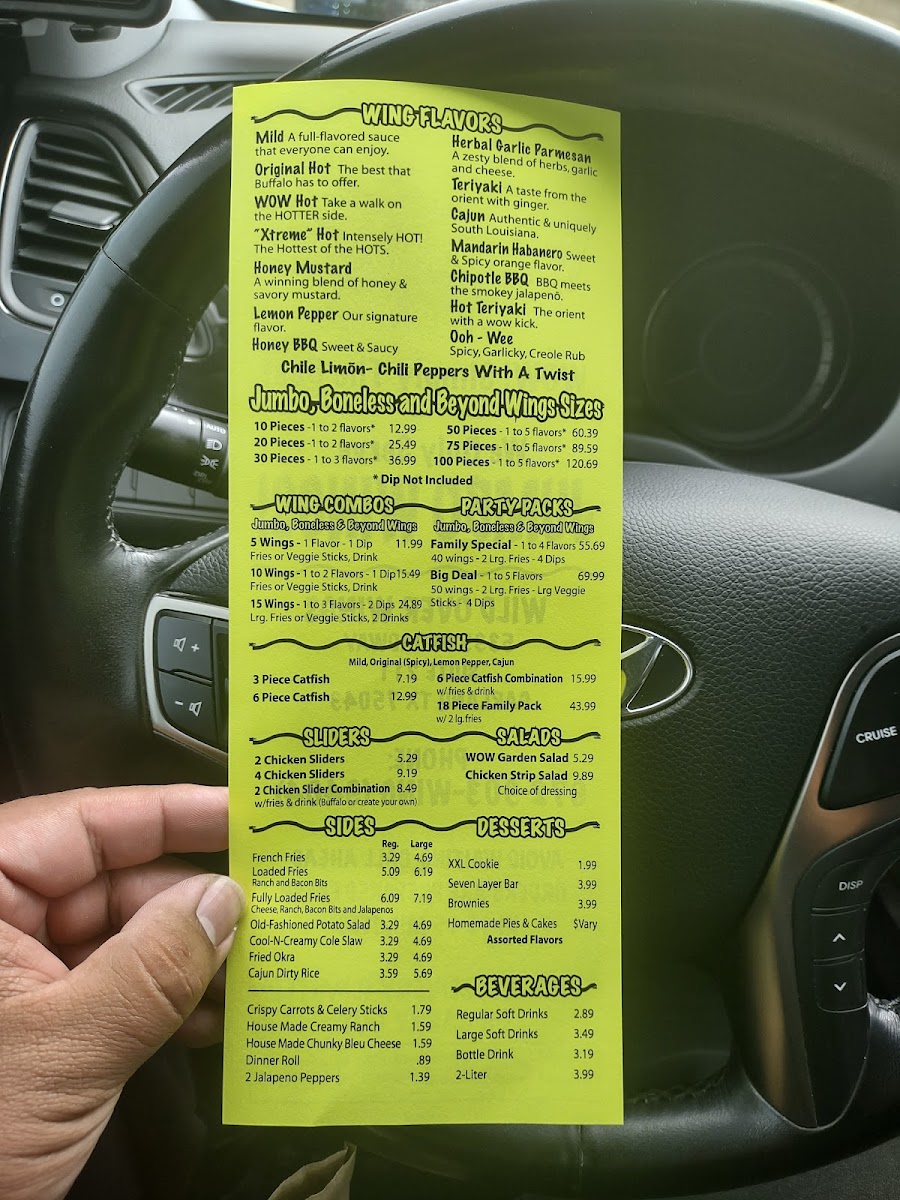 WING FLAVORS
Mild A full-flavored sauce
that everyone can enjoy.
Original Hot The best that
Buffalo has to offer.
WOW Hot Take a walk on
the HOTTER side.
"Xtreme" Hot Intensely HOT!
The Hottest of the HOTS.
Honey Mustard
A winning blend of honey &
savory mustard.
Lemon Pepper Our signature
flavor.
Honey BBQ Sweet & Saucy
Herbal Garlic Parmesan
A zesty blend of herbs, garlic
and cheese.
Teriyaki A taste from the
orient with ginger.
Cajun Authentic & uniquely
South Louisiana.
Mandarin Habanero Sweet
& Spicy orange flavor.
Chipotle BBQ BBQ meets
the smokey jalapenō.
Hot Teriyaki The orient
with a wow kick.
Ooh - Wee
Spicy, Garlicky, Creole Rub
Chile Limōn- Chili Peppers With A Twist
Jumbo, Boneless and Beyond Wings Sizes
10 Pieces - 1 to 2 flavors* 12.99
20 Pieces - 1 to 2 flavors* 25.49
30 Pieces - 1 to 3 flavors* 36.99
50 Pieces - 1 to 5 flavors* 60.39
75 Pieces - 1 to 5 flavors* 89.59
100 Pieces - 1 to 5 flavors* 120.69
* Dip Not Included
WING COMBOS
Jumbo, Boneless & Beyond Wings
5 Wings - 1 Flavor - 1 Dip 11.99
Fries or Veggie Sticks, Drink
10 Wings - 1 to 2 Flavors - 1 Dip 15.49
Fries or Veggie Sticks, Drink
15 Wings - 1 to 3 Flavors - 2 Dips 24.89
Lrg. Fries or Veggie Sticks, 2 Drinks
PARTY PACKS
Jumbo, Boneless & Beyond Wings
Family Special - 1 to 4 Flavors 55.69
40 wings - 2 Lrg. Fries - 4 Dips
Big Deal - 1 to 5 Flavors 69.99
50 wings - 2 Lrg. Fries - Lrg Veggie
Sticks - 4 Dips
CATFISH
Mild, Original (Spicy), Lemon Pepper, Cajun
3 Piece Catfish 7.19
6 Piece Catfish 12.99
6 Piece Catfish Combination 15.99
w/fries & drink
18 Piece Family Pack 43.99
w/ 2 lg. fries
SLIDERS
2 Chicken Sliders 5.29
4 Chicken Sliders 9.19
2 Chicken Slider Combination 8.49
w/fries & drink (Buffalo or create your own)
SALADS
WOW Garden Salad 5.29
Chicken Strip Salad 9.89
Choice of dressing
SIDES
Reg. Large
French Fries 3.29 4.69
Loaded Fries 5.09 6.19
Ranch and Bacon Bits
Fully Loaded Fries 6.09 7.19
Cheese, Ranch, Bacon Bits and Jalapenos
Old-Fashioned Potato Salad 3.29 4.69
Cool-N-Creamy Cole Slaw 3.29 4.69
Fried Okra 3.29 4.69
Cajun Dirty Rice 3.59 5.69
Crispy Carrots & Celery Sticks 1.79
House Made Creamy Ranch 1.59
House Made Chunky Bleu Cheese 1.59
Dinner Roll .89
2 Jalapeno Peppers 1.39
DESSERTS
XXL Cookie 1.99
Seven Layer Bar 3.99
Brownies 3.99
Homemade Pies & Cakes $Vary
Assorted Flavors
BEVERAGES
Regular Soft Drinks 2.89
Large Soft Drinks 3.49
Bottle Drink 3.19
2-Liter 3.99
AUTO
CRUISE
DISP